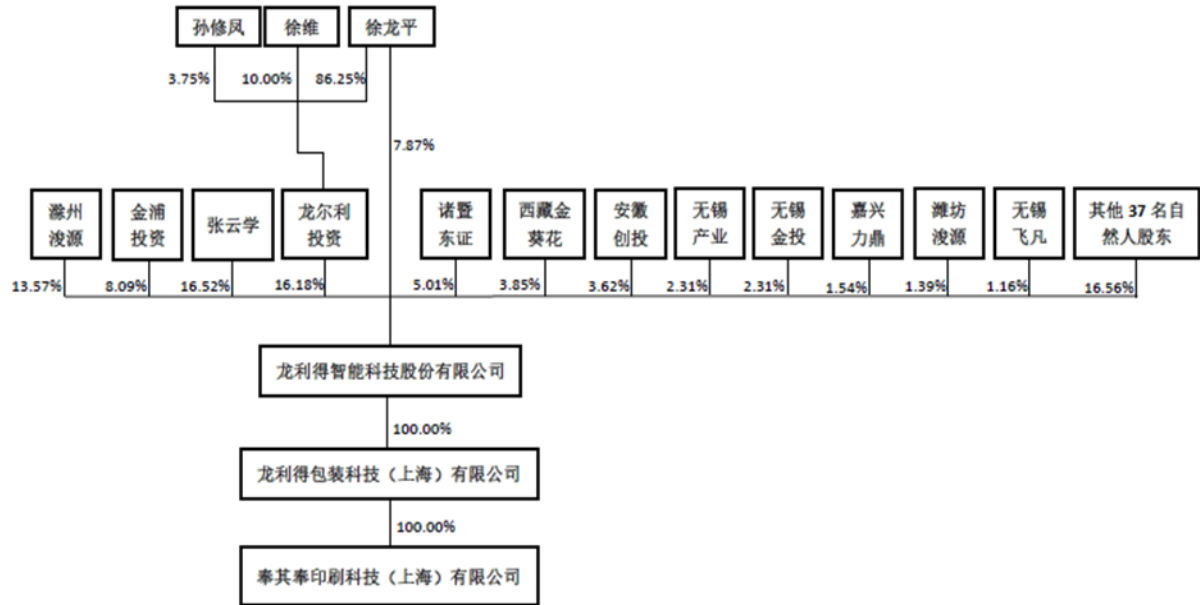 孙修凤
徐维
徐龙平
3.75%
10.00%
86.25%
7.87%
滁州
浚源
金浦
投资
张云学
龙尔利
投资
诸暨
东证
西藏金
葵花
安徽
创投
无锡
产业
无锡
金投
嘉兴
力鼎
潍坊
浚源
无锡
飞凡
其他 37 名自
然人股东
13.57%
8.09%
16.52%
16.18%
5.01%
3.85%
3.62%
2.31%
2.31%
1.54%
1.39%
1.16%
16.56%
龙利得智能科技股份有限公司
100.00%
龙利得包装科技（上海）有限公司
100.00%
奉其奉印刷科技（上海）有限公司